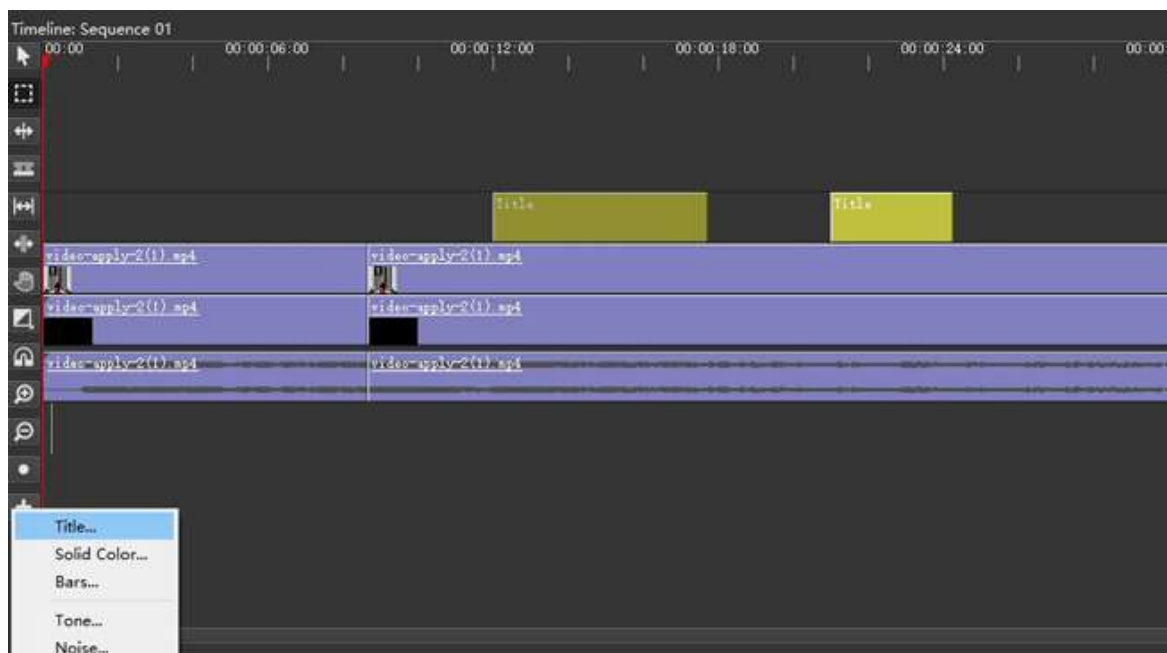 Timeline: Sequence 01
00:00 00:00:06:00 00:00:12:00 00:00:18:00 00:00:24:00 00:00
Title Title
video-apply-2(1).mp4 video-apply-2(1).mp4
video-apply-2(1).mp4 video-apply-2(1).mp4
video-apply-2(1).mp4 video-apply-2(1).mp4
Title...
Solid Color...
Bars...
Tone...
Noise...